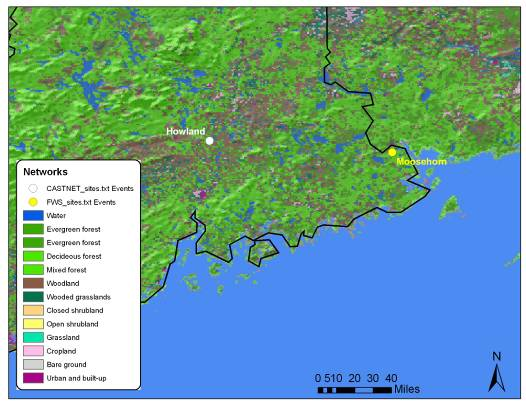 Howland
Moosehorn
Networks
CASTNET_sites.txt Events
FWS_sites.txt Events
Water
Evergreen forest
Evergreen forest
Decideous forest
Mixed forest
Woodland
Wooded grasslands
Closed shrubland
Open shrubland
Grassland
Cropland
Bare ground
Urban and built-up
N
0 5 10 20 30 40
Miles